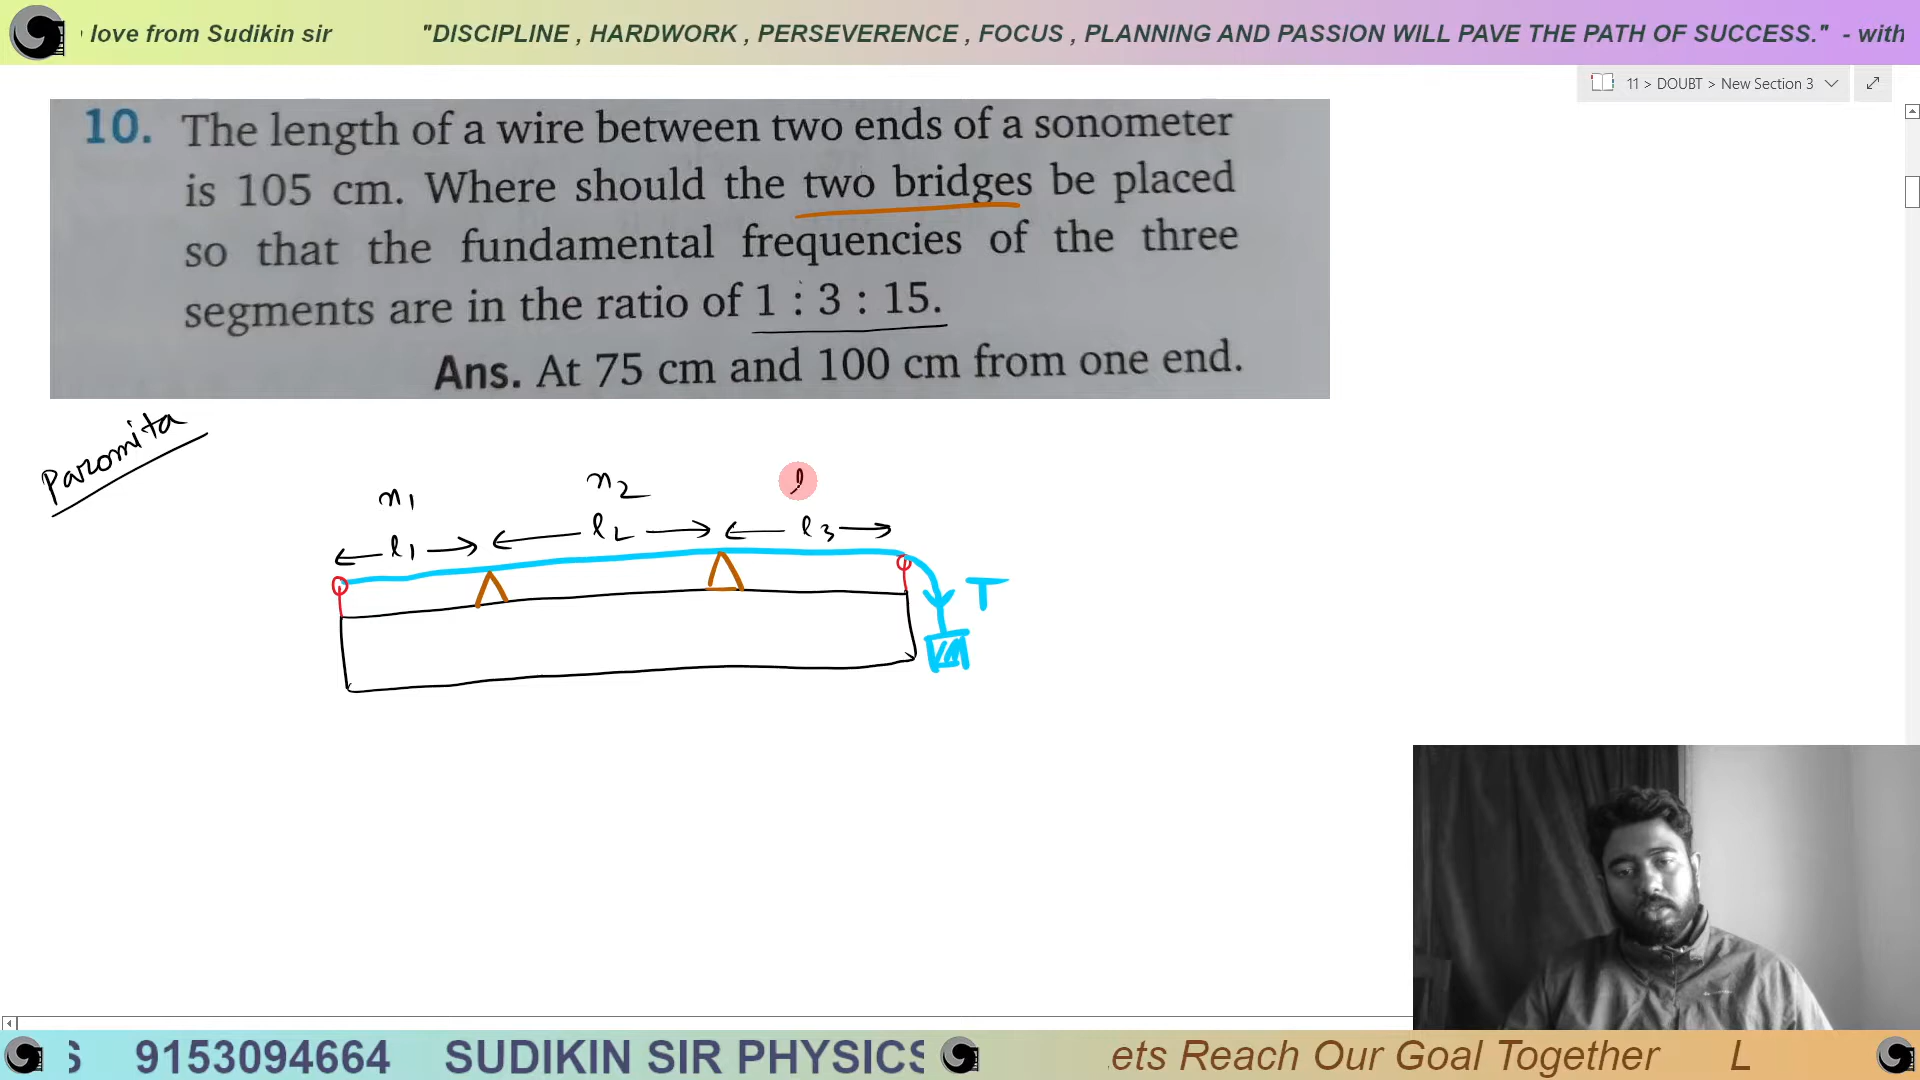 love from Sudikin sir "DISCIPLINE , HARDWORK , PERSEVERENCE , FOCUS , PLANNING AND PASSION WILL PAVE THE PATH OF SUCCESS." - with
11 > DOUBT > New Section 3
10. The length of a wire between two ends of a sonometer
is 105 cm. Where should the two bridges be placed
so that the fundamental frequencies of the three
segments are in the ratio of 1 : 3 : 15.
Ans. At 75 cm and 100 cm from one end.
Paromita
n1 n2
l1 l2 l3
T
9153094664 SUDIKIN SIR PHYSICS ets Reach Our Goal Together L